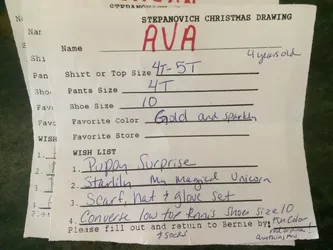 STEPANOVICH CHRISTMAS DRAWING
Name AVA
4 years old
Shirt or Top Size 4T-5T
Pants Size 4T
Shoe Size 10
Favorite Color Gold and sparkly
Favorite Store
WISH LIST
1. Puppy Surprise
2. Starlily My Magical Unicorn
3. Scarf, hat & glove set
4. Converse low top tennis shoes size 10
Fun Color
& socks
Please fill out and return to Bernie by